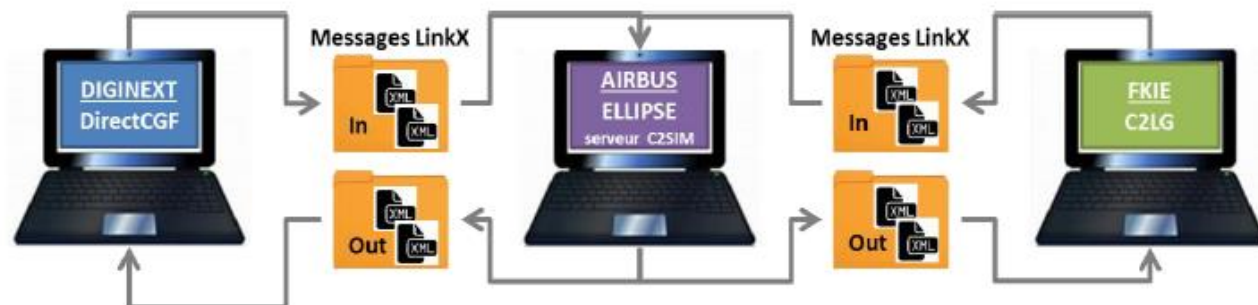 Messages LinkX
Messages LinkX
DIGINEXT
DirectCGF
XML
XML
In
AIRBUS
ELLIPSE
serveur C2SIM
XML
XML
In
FKIE
C2LG
XML
XML
Out
XML
XML
Out